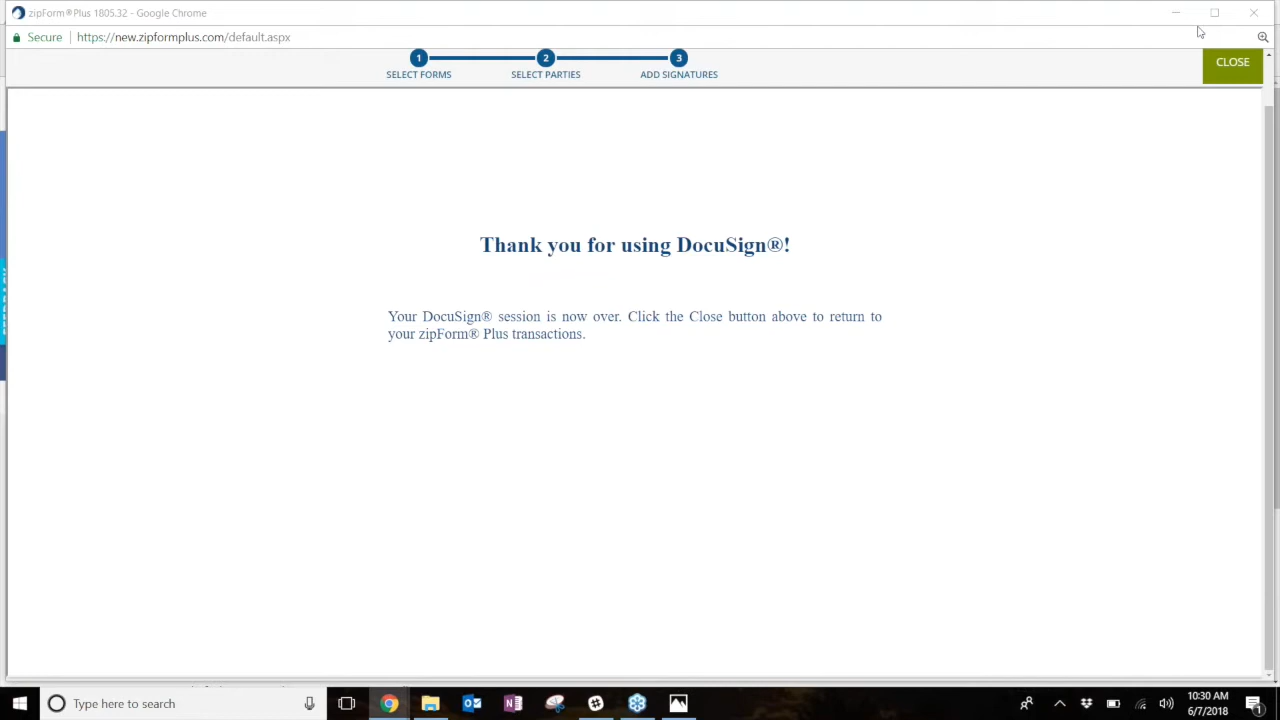 zipForm®Plus 1805.32 - Google Chrome
Secure | https://new.zipformplus.com/default.aspx
1 2 3
SELECT FORMS SELECT PARTIES ADD SIGNATURES
CLOSE
Thank you for using DocuSign®!
Your DocuSign® session is now over. Click the Close button above to return to
your zipForm® Plus transactions.
Type here to search
10:30 AM
6/7/2018
1